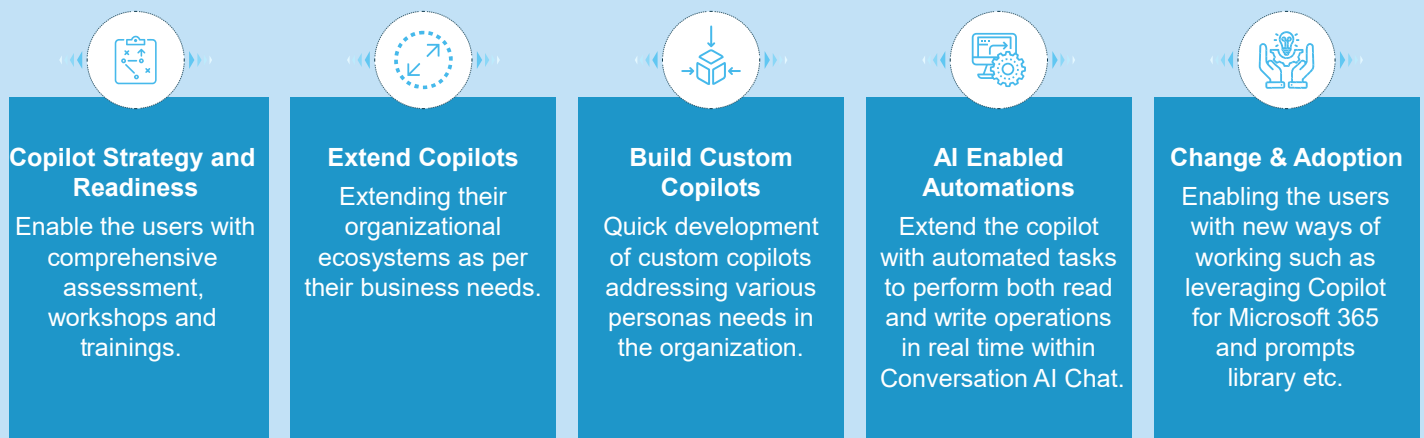 Copilot Strategy and
Readiness
Enable the users with
comprehensive
assessment,
workshops and
trainings.
Extend Copilots
Extending their
organizational
ecosystems as per
their business needs.
Build Custom
Copilots
Quick development
of custom copilots
addressing various
personas needs in
the organization.
AI Enabled
Automations
Extend the copilot
with automated tasks
to perform both read
and write operations
in real time within
Conversation AI Chat.
Change & Adoption
Enabling the users
with new ways of
working such as
leveraging Copilot
for Microsoft 365
and prompts
library etc.